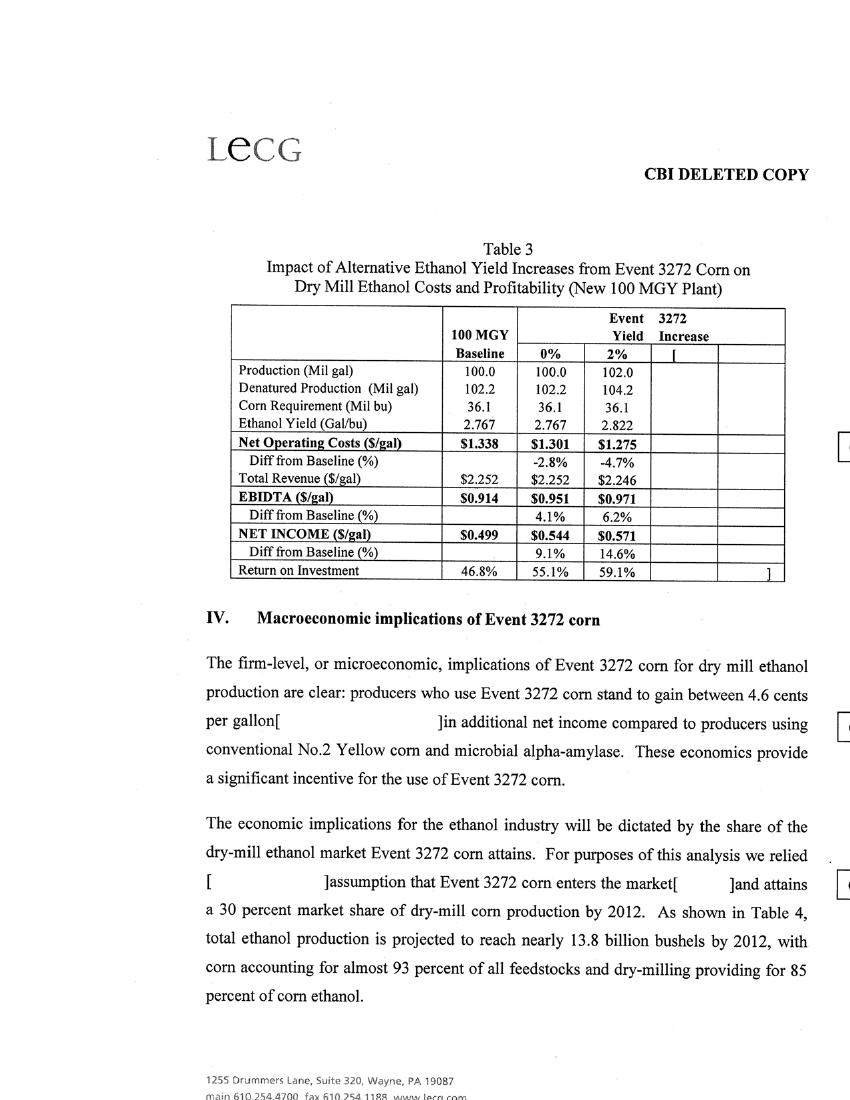 LECG
CBI DELETED COPY
Table 3
Impact of Alternative Ethanol Yield Increases from Event 3272 Corn on
Dry Mill Ethanol Costs and Profitability (New 100 MGY Plant)
Event 3272
100 MGY Yield Increase
Baseline 0% 2% [
Production (Mil gal) 100.0 100.0 102.0
Denatured Production (Mil gal) 102.2 102.2 104.2
Corn Requirement (Mil bu) 36.1 36.1 36.1
Ethanol Yield (Gal/bu) 2.767 2.767 2.822
Net Operating Costs ($/gal) $1.338 $1.301 $1.275
Diff from Baseline (%) -2.8% -4.7%
Total Revenue ($/gal) $2.252 $2.252 $2.246
EBIDTA ($/gal) $0.914 $0.951 $0.971
Diff from Baseline (%) 4.1% 6.2%
NET INCOME ($/gal) $0.499 $0.544 $0.571
Diff from Baseline (%) 9.1% 14.6%
Return on Investment 46.8% 55.1% 59.1% ]
IV. Macroeconomic implications of Event 3272 corn
The firm-level, or microeconomic, implications of Event 3272 corn for dry mill ethanol
production are clear: producers who use Event 3272 corn stand to gain between 4.6 cents
per gallon[ ]in additional net income compared to producers using
conventional No.2 Yellow corn and microbial alpha-amylase. These economics provide
a significant incentive for the use of Event 3272 corn.
The economic implications for the ethanol industry will be dictated by the share of the
dry-mill ethanol market Event 3272 corn attains. For purposes of this analysis we relied
[ ]assumption that Event 3272 corn enters the market[ ]and attains
a 30 percent market share of dry-mill corn production by 2012. As shown in Table 4,
total ethanol production is projected to reach nearly 13.8 billion bushels by 2012, with
corn accounting for almost 93 percent of all feedstocks and dry-milling providing for 85
percent of corn ethanol.
1255 Drummers Lane, Suite 320, Wayne, PA 19087
main 610.254.4700 fax 610.254.1188 www.lecg.com